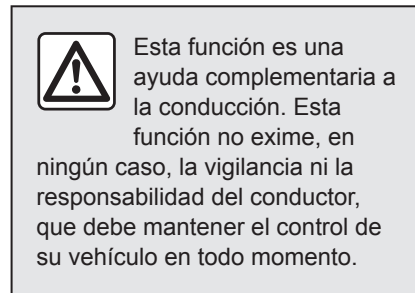 Esta función es una
ayuda complementaria a
la conducción. Esta
función no exime, en
ningún caso, la vigilancia ni la
responsabilidad del conductor,
que debe mantener el control de
su vehículo en todo momento.